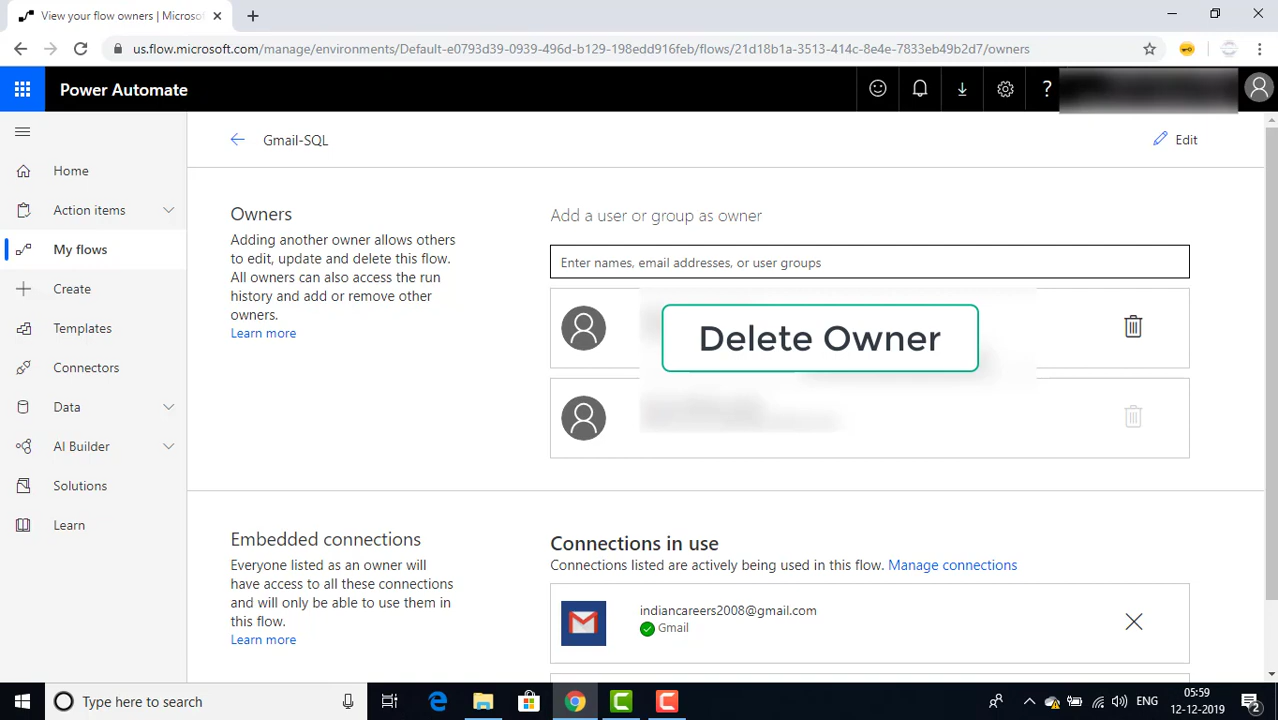 View your flow owners | Microso
us.flow.microsoft.com/manage/environments/Default-e0793d39-0939-496d-b129-198edd916feb/flows/21d18b1a-3513-414c-8e4e-7833eb49b2d7/owners
Power Automate
?
Gmail-SQL
Edit
Home
Action items
My flows
Create
Templates
Connectors
Data
AI Builder
Solutions
Learn
Owners
Adding another owner allows others
to edit, update and delete this flow.
All owners can also access the run
history and add or remove other
owners.
Learn more
Add a user or group as owner
Enter names, email addresses, or user groups
Delete Owner
Embedded connections
Everyone listed as an owner will
have access to all these connections
and will only be able to use them in
this flow.
Learn more
Connections in use
Connections listed are actively being used in this flow. Manage connections
indiancareers2008@gmail.com
Gmail
Type here to search
ENG
05:59
12-12-2019
2